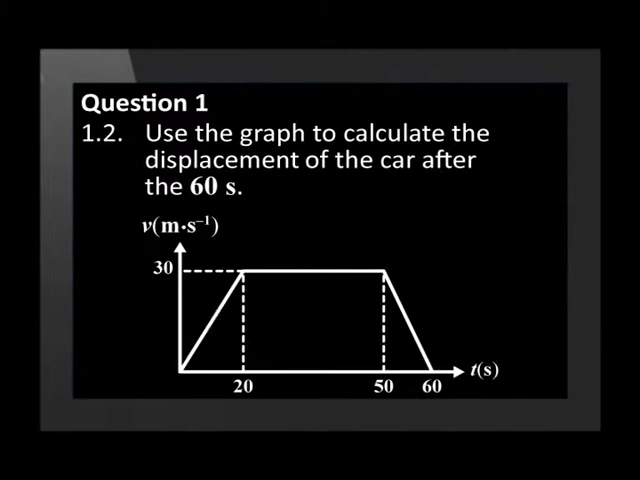 Question 1
1.2. Use the graph to calculate the
displacement of the car after
the 60 s.
v(m·s⁻¹)
30
20 50 60 t(s)